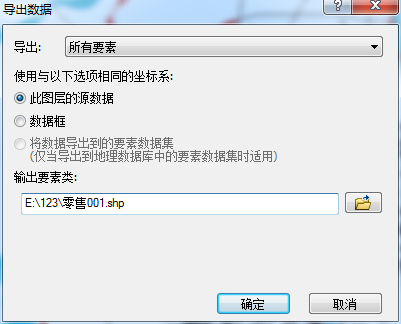 导出数据
导出: 所有要素
使用与以下选项相同的坐标系:
此图层的源数据
数据框
将数据导出到的要素数据集
(仅当导出到地理数据库中的要素数据集时适用)
输出要素类:
E:\123\零售001.shp
确定 取消